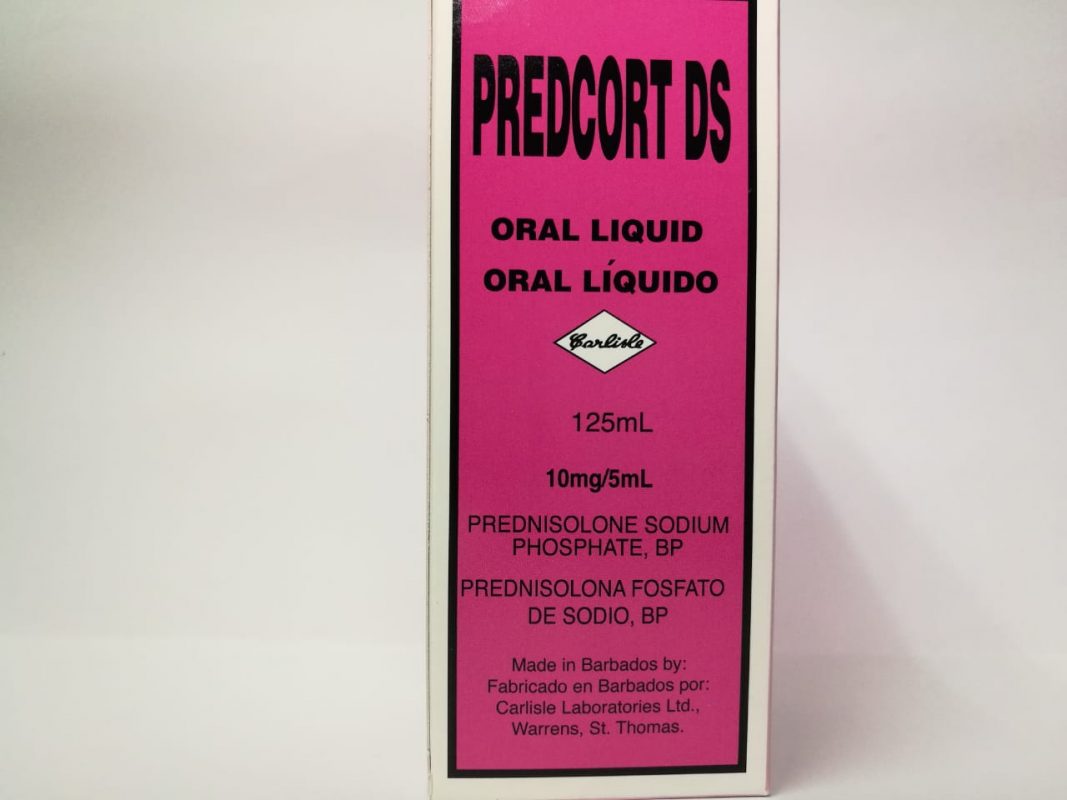 PREDCORT DS
ORAL LIQUID
ORAL LÍQUIDO
Carlisle
125mL
10mg/5mL
PREDNISOLONE SODIUM
PHOSPHATE, BP
PREDNISOLONA FOSFATO
DE SODIO, BP
Made in Barbados by:
Fabricado en Barbados por:
Carlisle Laboratories Ltd.,
Warrens, St. Thomas.